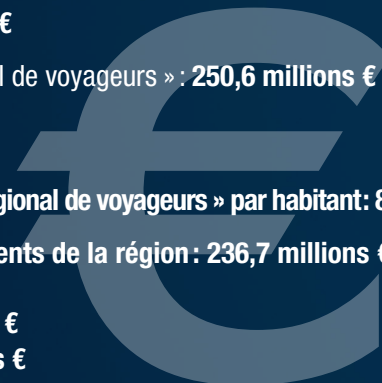 €
l de voyageurs » : 250,6 millions €
gional de voyageurs » par habitant : 8
ents de la région : 236,7 millions €
€
s €